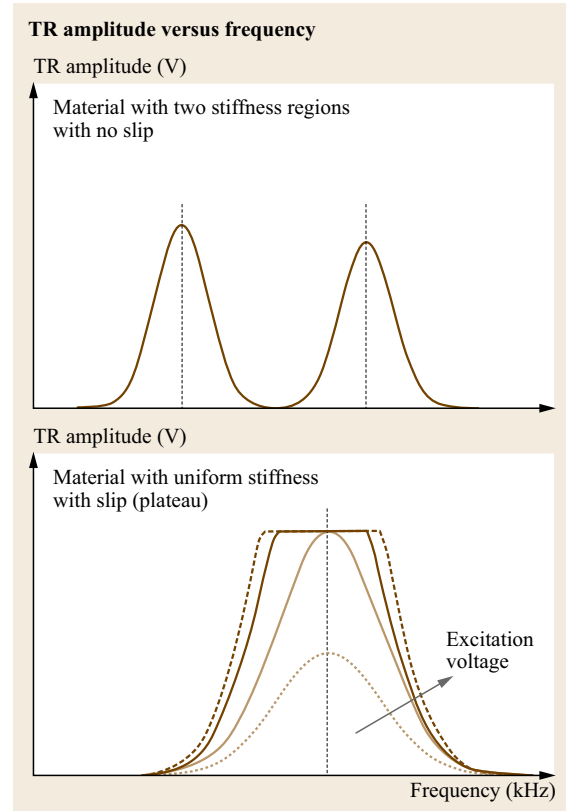 TR amplitude versus frequency
TR amplitude (V)
Material with two stiffness regions
with no slip
TR amplitude (V)
Material with uniform stiffness
with slip (plateau)
Excitation
voltage
Frequency (kHz)